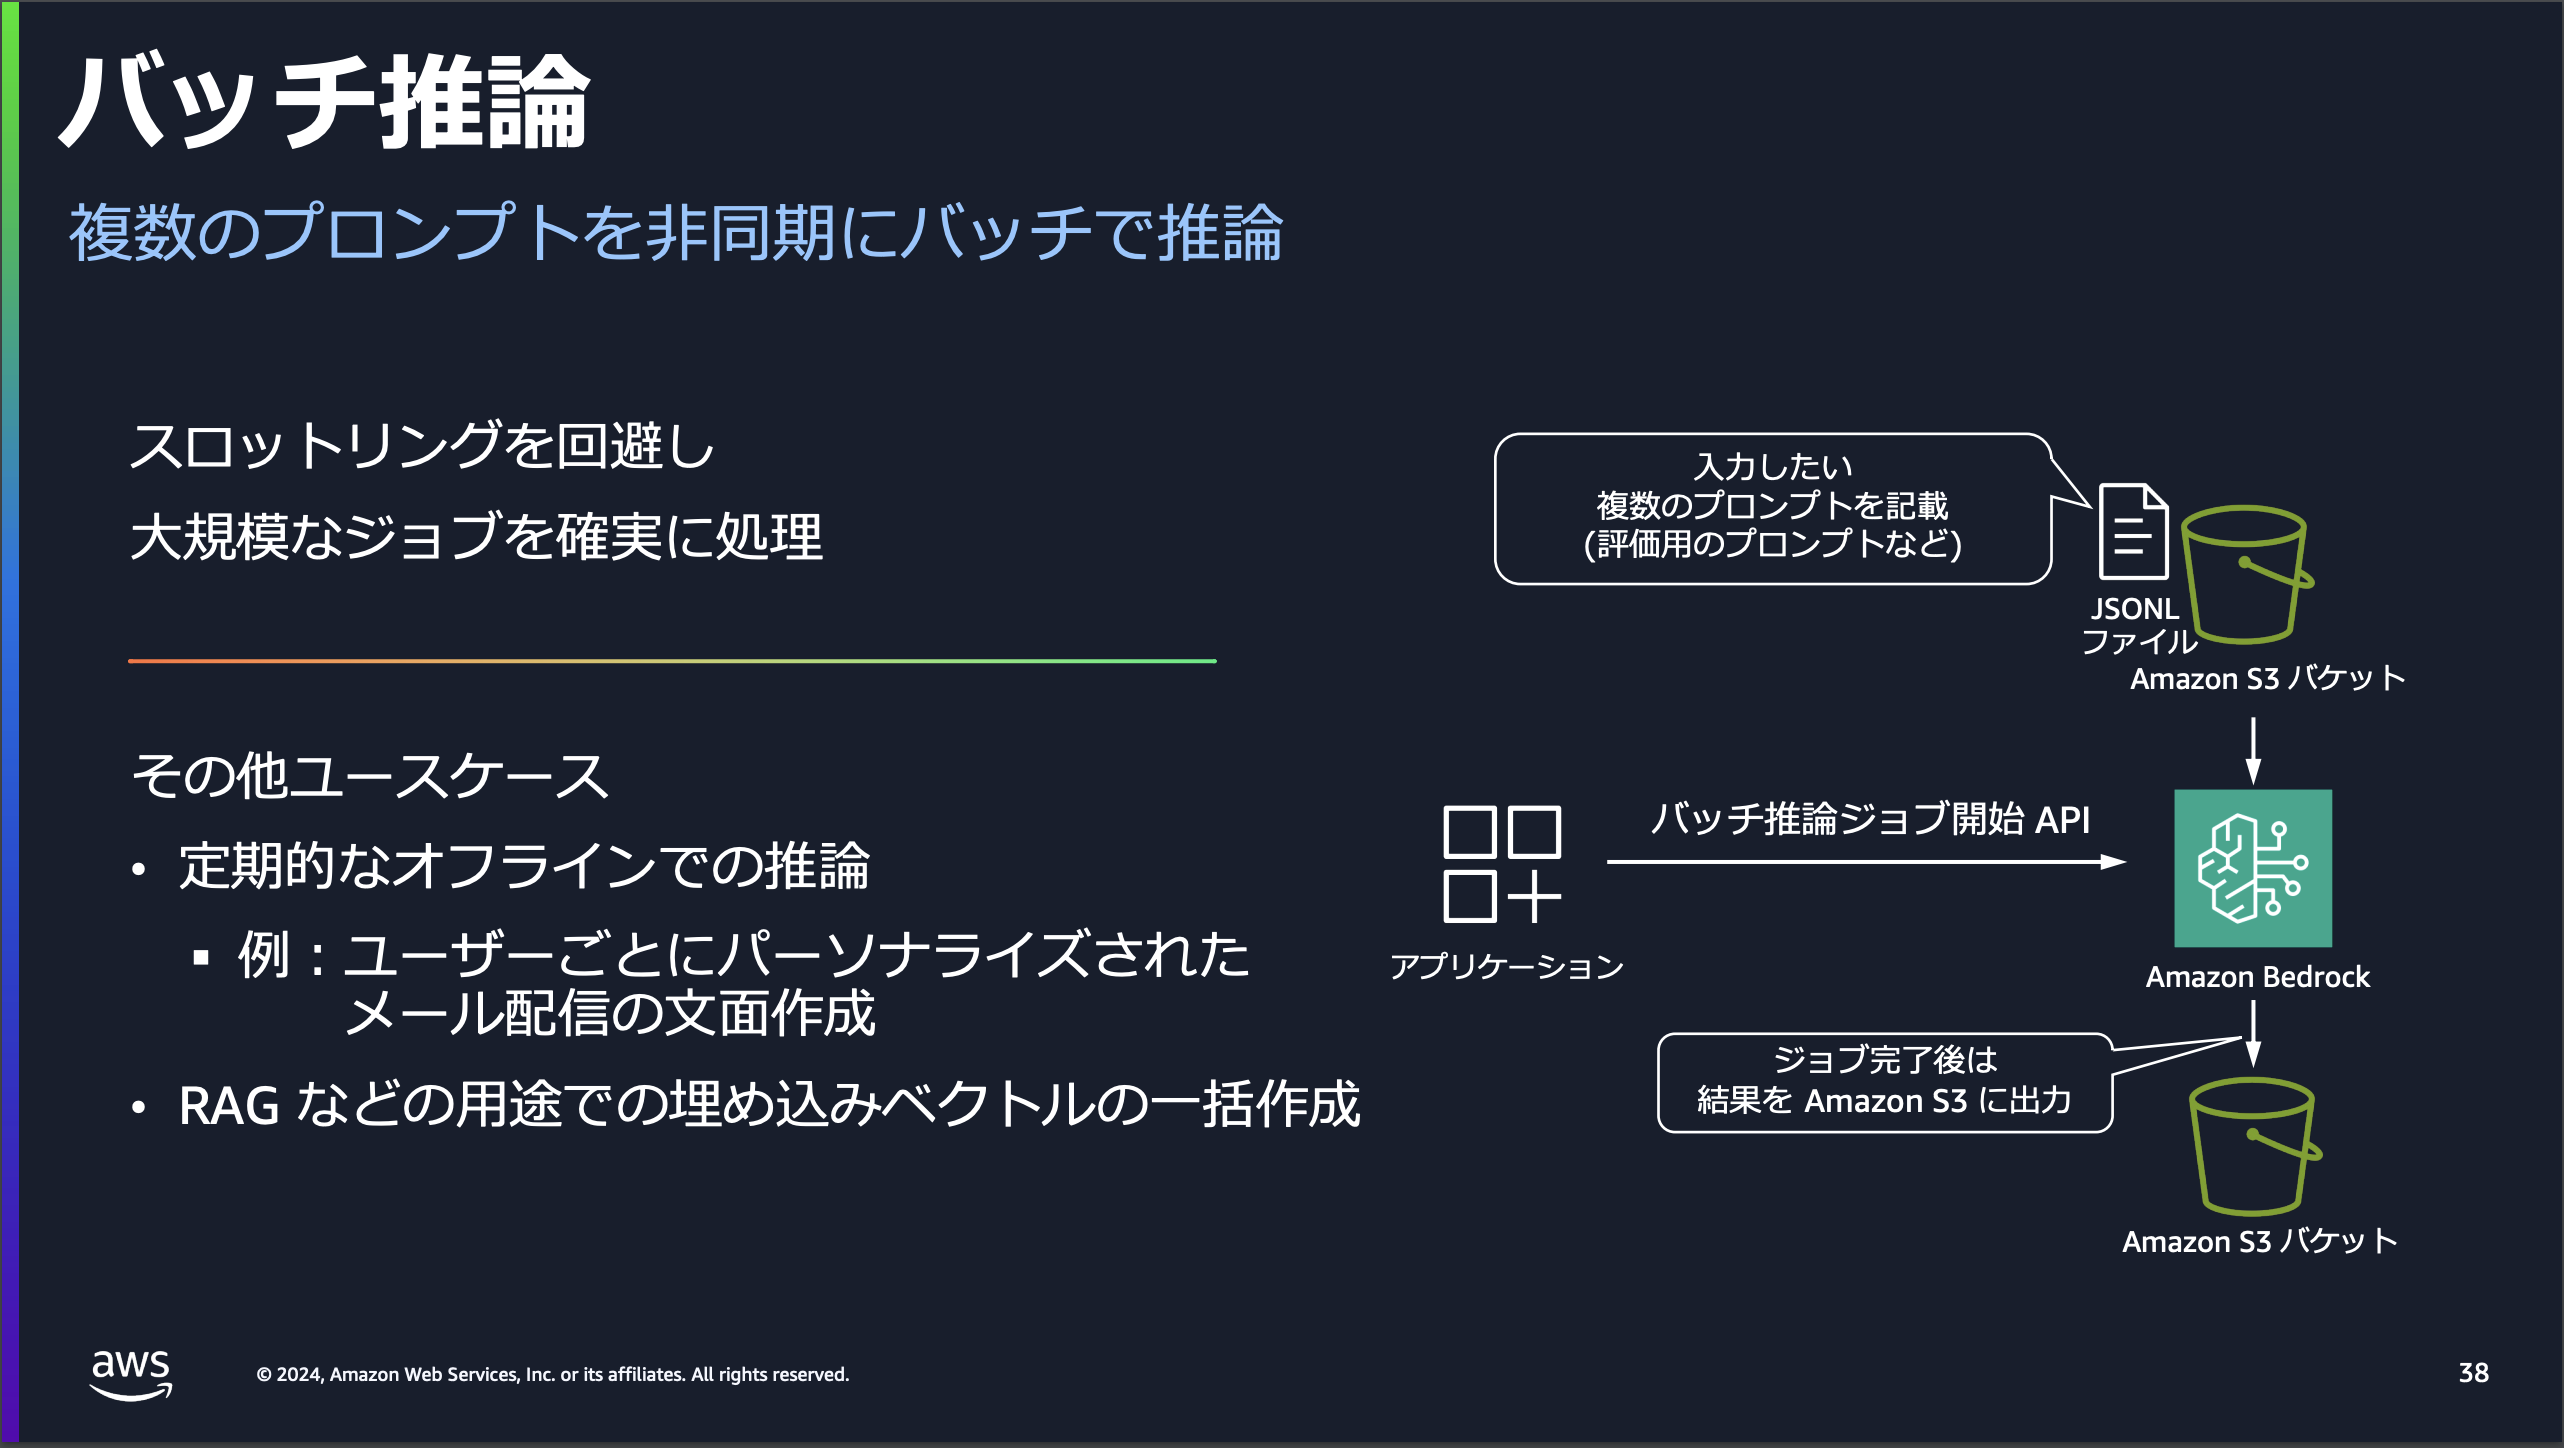 バッチ推論
複数のプロンプトを非同期にバッチで推論
スロットリングを回避し
大規模なジョブを確実に処理
その他ユースケース
• 定期的なオフラインでの推論
▪ 例：ユーザーごとにパーソナライズされた
メール配信の文面作成
• RAG などの用途での埋め込みベクトルの一括作成
入力したい
複数のプロンプトを記載
(評価用のプロンプトなど)
JSONL
ファイル
Amazon S3 バケット
バッチ推論ジョブ開始 API
アプリケーション
Amazon Bedrock
ジョブ完了後は
結果を Amazon S3 に出力
Amazon S3 バケット
aws
© 2024, Amazon Web Services, Inc. or its affiliates. All rights reserved.
38